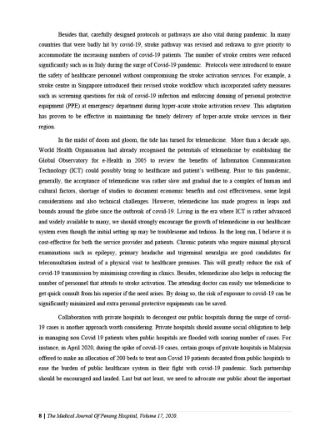 Besides that, carefully designed protocols or pathways are also vital during pandemic. In many
countries that were badly hit by covid-19, stroke pathway was revised and redrawn to give priority to
accommodate the increasing numbers of covid-19 patients. The number of stroke centres were reduced
significantly such as in Italy during the surge of Covid-19 pandemic. Protocols were introduced to ensure
the safety of healthcare personnel without compromising the stroke activation services. For example, a
stroke centre in Singapore introduced their revised stroke workflow which incorporated safety measures
such as screening questions for risk of covid-19 infection and enforcing donning of personal protective
equipment (PPE) at emergency department during hyper-acute stroke activation review. This adaptation
has proven to be effective in maintaining the timely delivery of hyper-acute stroke services in their
region.
In the midst of doom and gloom, the tide has turned for telemedicine. More than a decade ago,
World Health Organisation had already recognised the potentials of telemedicine by establishing the
Global Observatory for e-Health in 2005 to review the benefits of Information Communication
Technology (ICT) could possibly bring to healthcare and patient's wellbeing. Prior to this pandemic,
generally, the acceptance of telemedicine was rather slow and gradual due to a complex of human and
cultural factors, shortage of studies to document economic benefits and cost effectiveness, some legal
considerations and also technical challenges. However, telemedicine has made progress in leaps and
bounds around the globe since the outbreak of covid-19. Living in the era where ICT is rather advanced
and widely available to many, we should strongly encourage the growth of telemedicine in our healthcare
system even though the initial setting up may be troublesome and tedious. In the long run, I believe it is
cost-effective for both the service provider and patients. Chronic patients who require minimal physical
examinations such as epilepsy, primary headache and trigeminal neuralgia are good candidates for
teleconsultation instead of a physical visit to healthcare premises. This will greatly reduce the risk of
covid-19 transmission by minimising crowding in clinics. Besides, telemedicine also helps in reducing the
number of personnel that attends to stroke activation. The attending doctor can easily use telemedicine to
get quick consult from his superior if the need arises. By doing so, the risk of exposure to covid-19 can be
significantly minimized and extra personal protective equipments can be saved.
Collaboration with private hospitals to decongest our public hospitals during the surge of covid-
19 cases is another approach worth considering. Private hospitals should assume social obligation to help
in managing non Covid 19 patients when public hospitals are flooded with soaring number of cases. For
instance, in April 2020, during the spike of covid-19 cases, certain groups of private hospitals in Malaysia
offered to make an allocation of 200 beds to treat non Covid 19 patients decanted from public hospitals to
ease the burden of public healthcare system in their fight with covid-19 pandemic. Such partnership
should be encouraged and lauded. Last but not least, we need to advocate our public about the important
8 | The Medical Journal Of Penang Hospital, Volume 17, 2020.